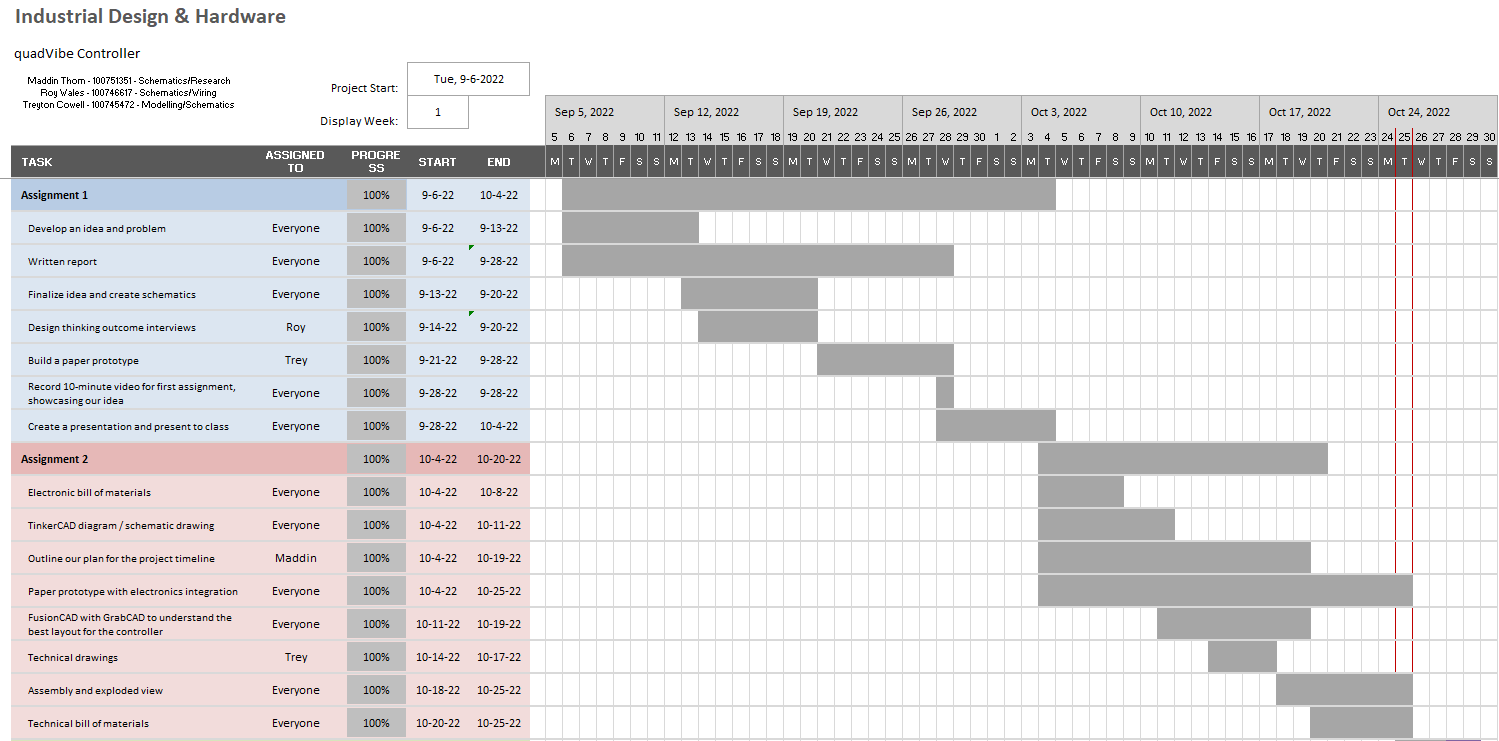 Industrial Design & Hardware
quadVibe Controller
Maddin Thom - 100751351 - Schematics/Research
Roy Wales - 100746617 - Schematics/Wiring
Treyton Cowell - 100745472 - Modelling/Schematics
Project Start: Tue, 9-6-2022
Display Week: 1
Sep 5, 2022 Sep 12, 2022 Sep 19, 2022 Sep 26, 2022 Oct 3, 2022 Oct 10, 2022 Oct 17, 2022 Oct 24, 2022
5 6 7 8 9 10 11 12 13 14 15 16 17 18 19 20 21 22 23 24 25 26 27 28 29 30 1 2 3 4 5 6 7 8 9 10 11 12 13 14 15 16 17 18 19 20 21 22 23 24 25 26 27 28 29 30
TASK ASSIGNED TO PROGRE SS START END M T W T F S S M T W T F S S M T W T F S S M T W T F S S M T W T F S S M T W T F S S M T W T F S S M T W T F S S
Assignment 1 100% 9-6-22 10-4-22
Develop an idea and problem Everyone 100% 9-6-22 9-13-22
Written report Everyone 100% 9-6-22 9-28-22
Finalize idea and create schematics Everyone 100% 9-13-22 9-20-22
Design thinking outcome interviews Roy 100% 9-14-22 9-20-22
Build a paper prototype Trey 100% 9-21-22 9-28-22
Record 10-minute video for first assignment,
showcasing our idea Everyone 100% 9-28-22 9-28-22
Create a presentation and present to class Everyone 100% 9-28-22 10-4-22
Assignment 2 100% 10-4-22 10-20-22
Electronic bill of materials Everyone 100% 10-4-22 10-8-22
TinkerCAD diagram / schematic drawing Everyone 100% 10-4-22 10-11-22
Outline our plan for the project timeline Maddin 100% 10-4-22 10-19-22
Paper prototype with electronics integration Everyone 100% 10-4-22 10-25-22
FusionCAD with GrabCAD to understand the
best layout for the controller Everyone 100% 10-11-22 10-19-22
Technical drawings Trey 100% 10-14-22 10-17-22
Assembly and exploded view Everyone 100% 10-18-22 10-25-22
Technical bill of materials Everyone 100% 10-20-22 10-25-22